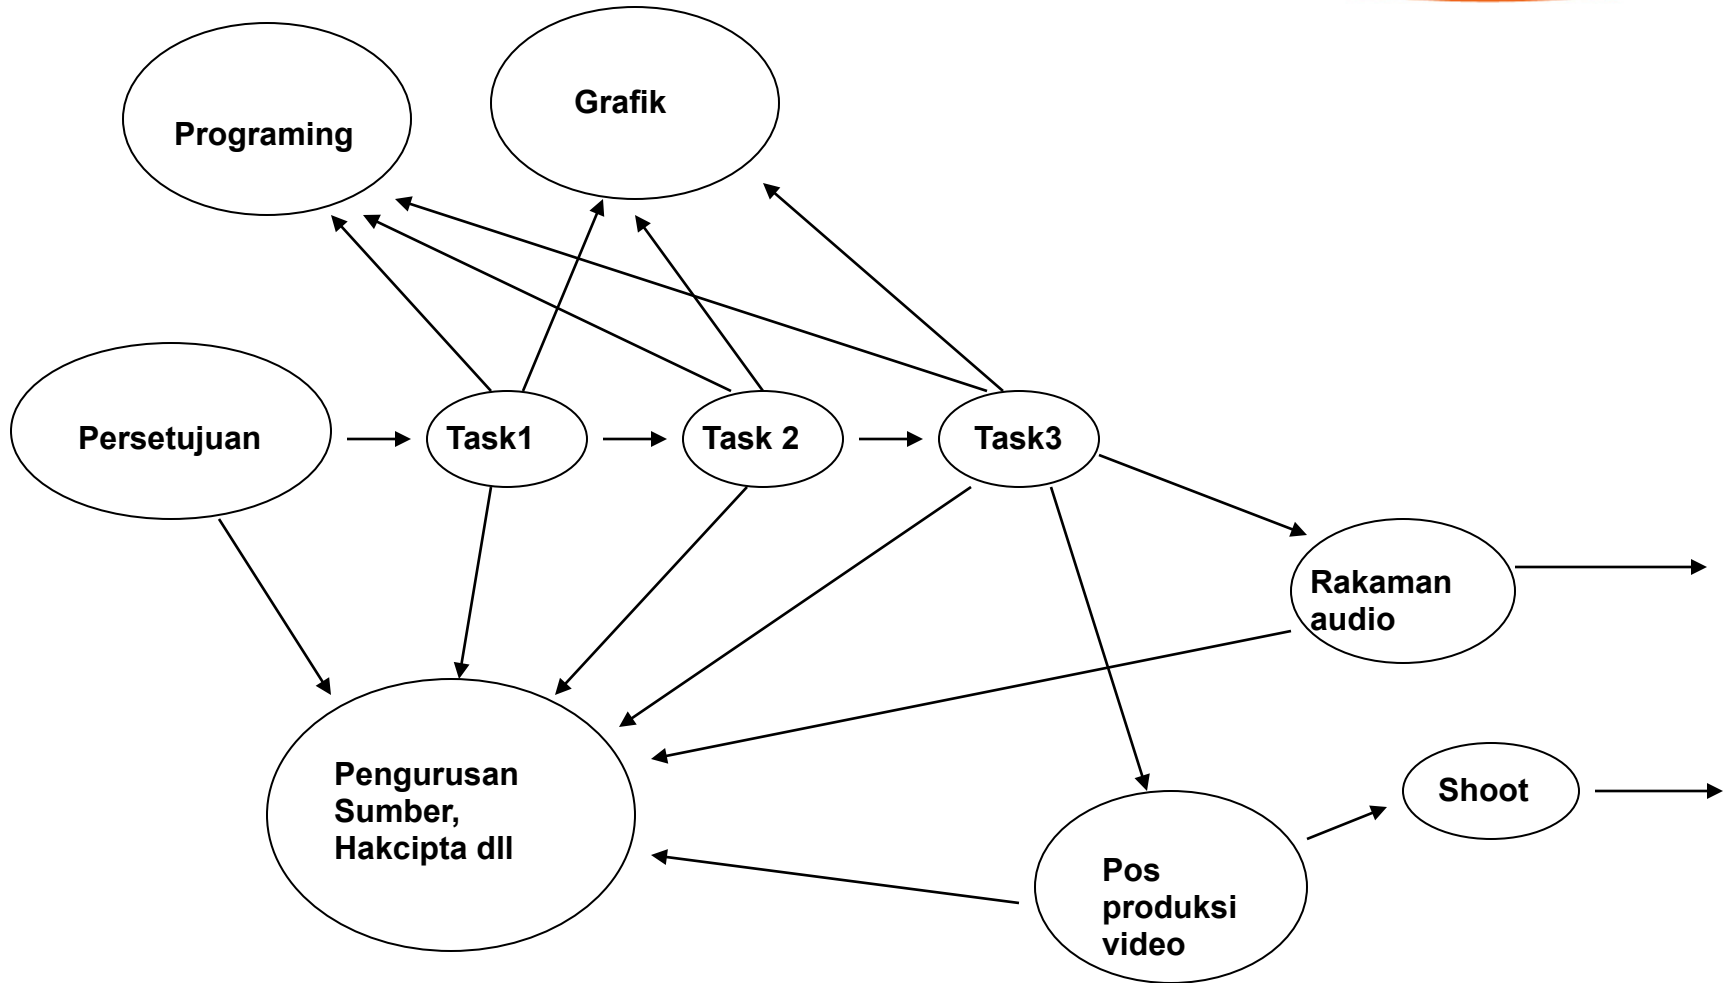 Programing
Grafik
Persetujuan
Task1
Task 2
Task3
Rakaman
audio
Pengurusan
Sumber,
Hakcipta dll
Shoot
Pos
produksi
video